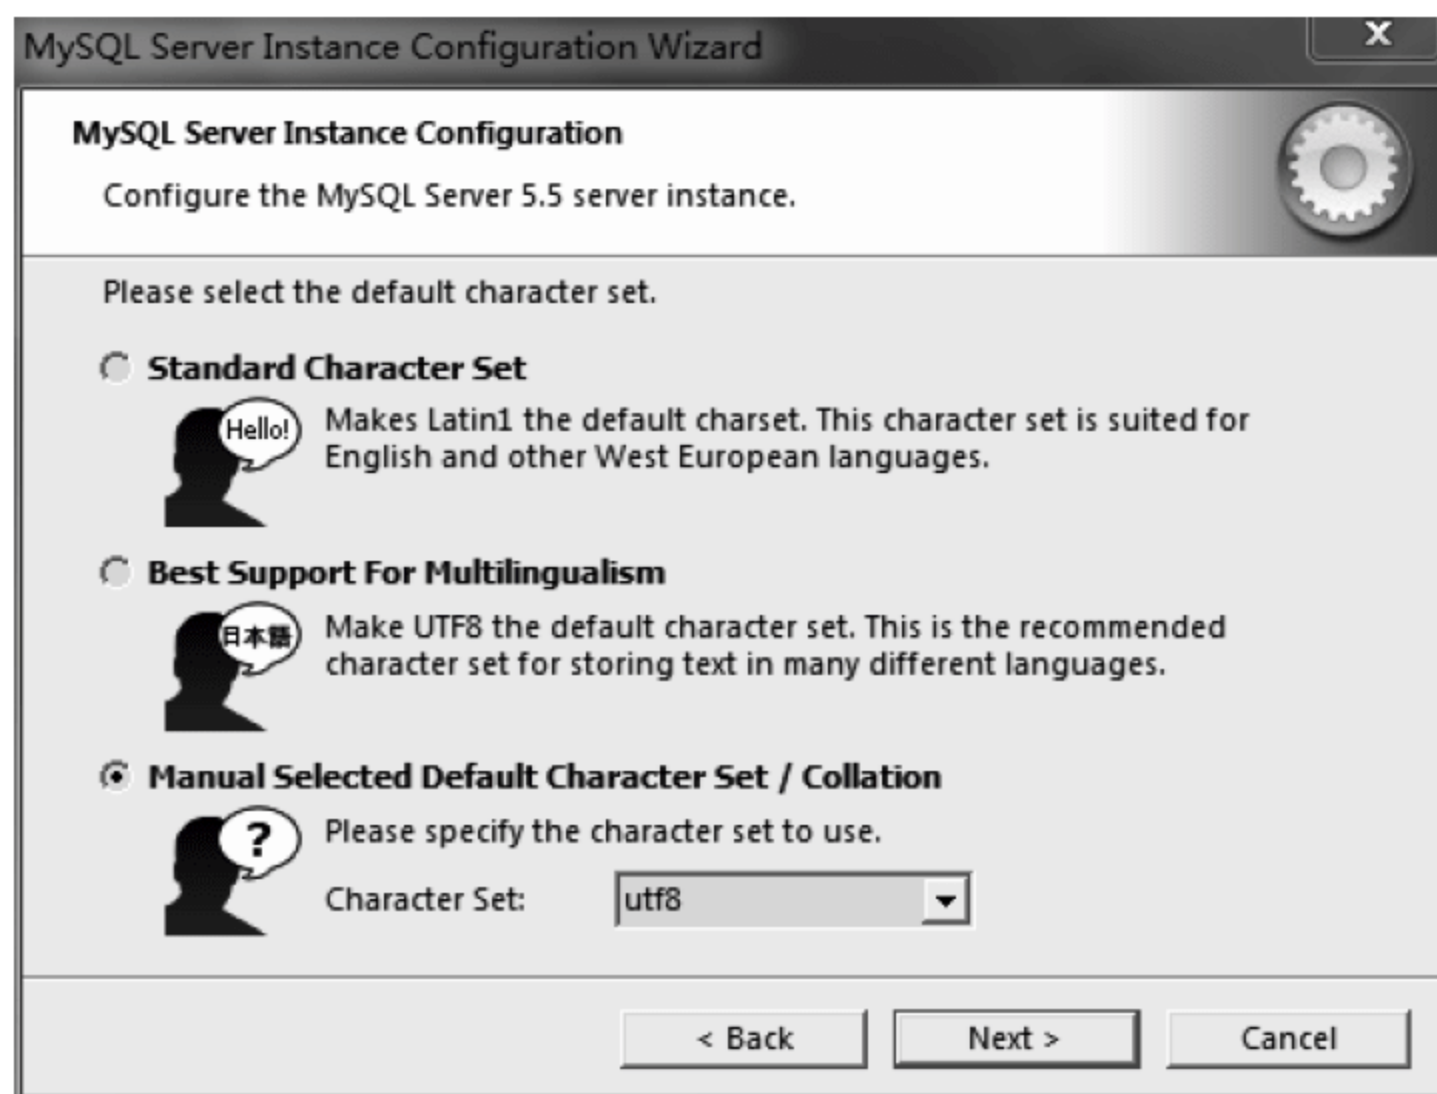 MySQL Server Instance Configuration Wizard
X
MySQL Server Instance Configuration
Configure the MySQL Server 5.5 server instance.
Please select the default character set.
Standard Character Set
Hello!
Makes Latin1 the default charset. This character set is suited for
English and other West European languages.
Best Support For Multilingualism
日本語
Make UTF8 the default character set. This is the recommended
character set for storing text in many different languages.
Manual Selected Default Character Set / Collation
?
Please specify the character set to use.
Character Set: utf8
< Back Next > Cancel